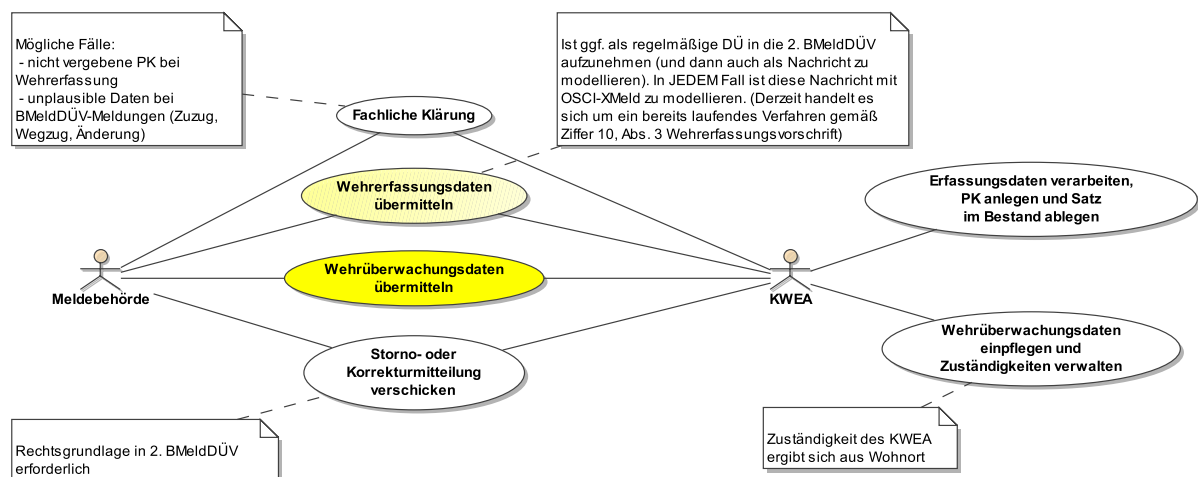 Mögliche Fälle:
- nicht vergebene PK bei
Wehrerfassung
- unplausible Daten bei
BMeldDÜV-Meldungen (Zuzug,
Wegzug, Änderung)
Ist ggf. als regelmäßige DÜ in die 2. BMeldDÜV
aufzunehmen (und dann auch als Nachricht zu
modellieren). In JEDEM Fall ist diese Nachricht mit
OSCI-XMeld zu modellieren. (Derzeit handelt es
sich um ein bereits laufendes Verfahren gemäß
Ziffer 10, Abs. 3 Wehrerfassungsvorschrift)
Fachliche Klärung
Wehrerfassungsdaten
übermitteln
Erfassungsdaten verarbeiten,
PK anlegen und Satz
im Bestand ablegen
Wehrüberwachungsdaten
übermitteln
Meldebehörde
KWEA
Storno- oder
Korrekturmitteilung
verschicken
Wehrüberwachungsdaten
einpflegen und
Zuständigkeiten verwalten
Rechtsgrundlage in 2. BMeldDÜV
erforderlich
Zuständigkeit des KWEA
ergibt sich aus Wohnort